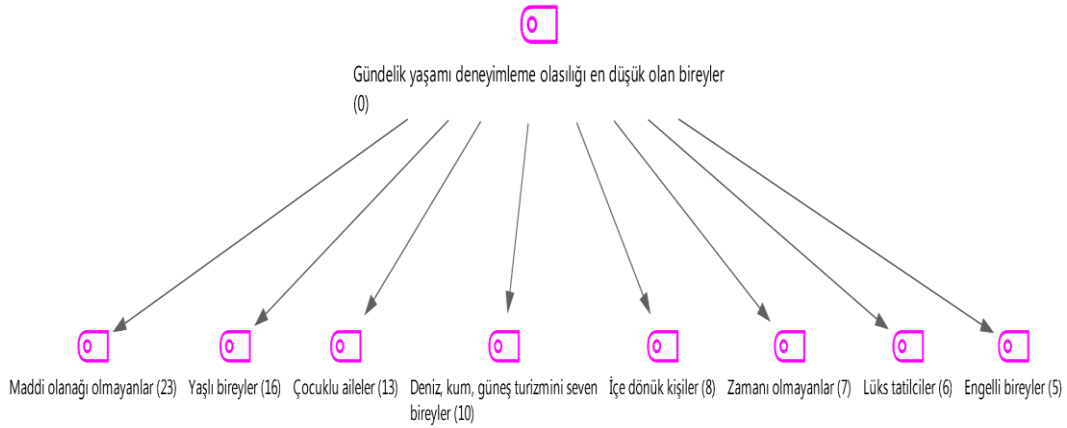 Gündelik yaşamı deneyimleme olasılığı en düşük olan bireyler
(0)
Maddi olanağı olmayanlar (23)
Yaşlı bireyler (16)
Çocuklu aileler (13)
Deniz, kum, güneş turizmini seven
bireyler (10)
İçe dönük kişiler (8)
Zamanı olmayanlar (7)
Lüks tatilciler (6)
Engelli bireyler (5)